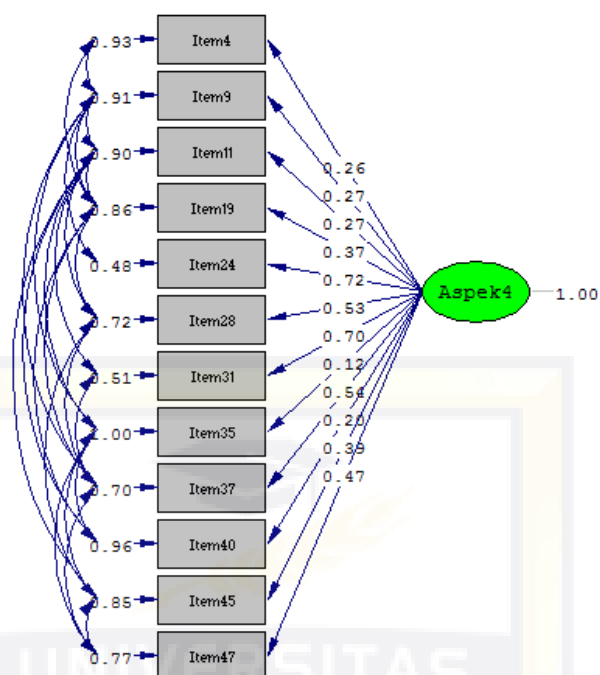 0.93 Item4
0.91 Item9
0.90 Item11
0.86 Item19
0.48 Item24
0.72 Item28
0.51 Item31
1.00 Item35
0.70 Item37
0.96 Item40
0.85 Item45
0.77 Item47
0.26
0.27
0.27
0.37
0.72
0.53
0.70
0.12
0.54
0.20
0.39
0.47
Aspek4 1.00
UNIVERSITAS